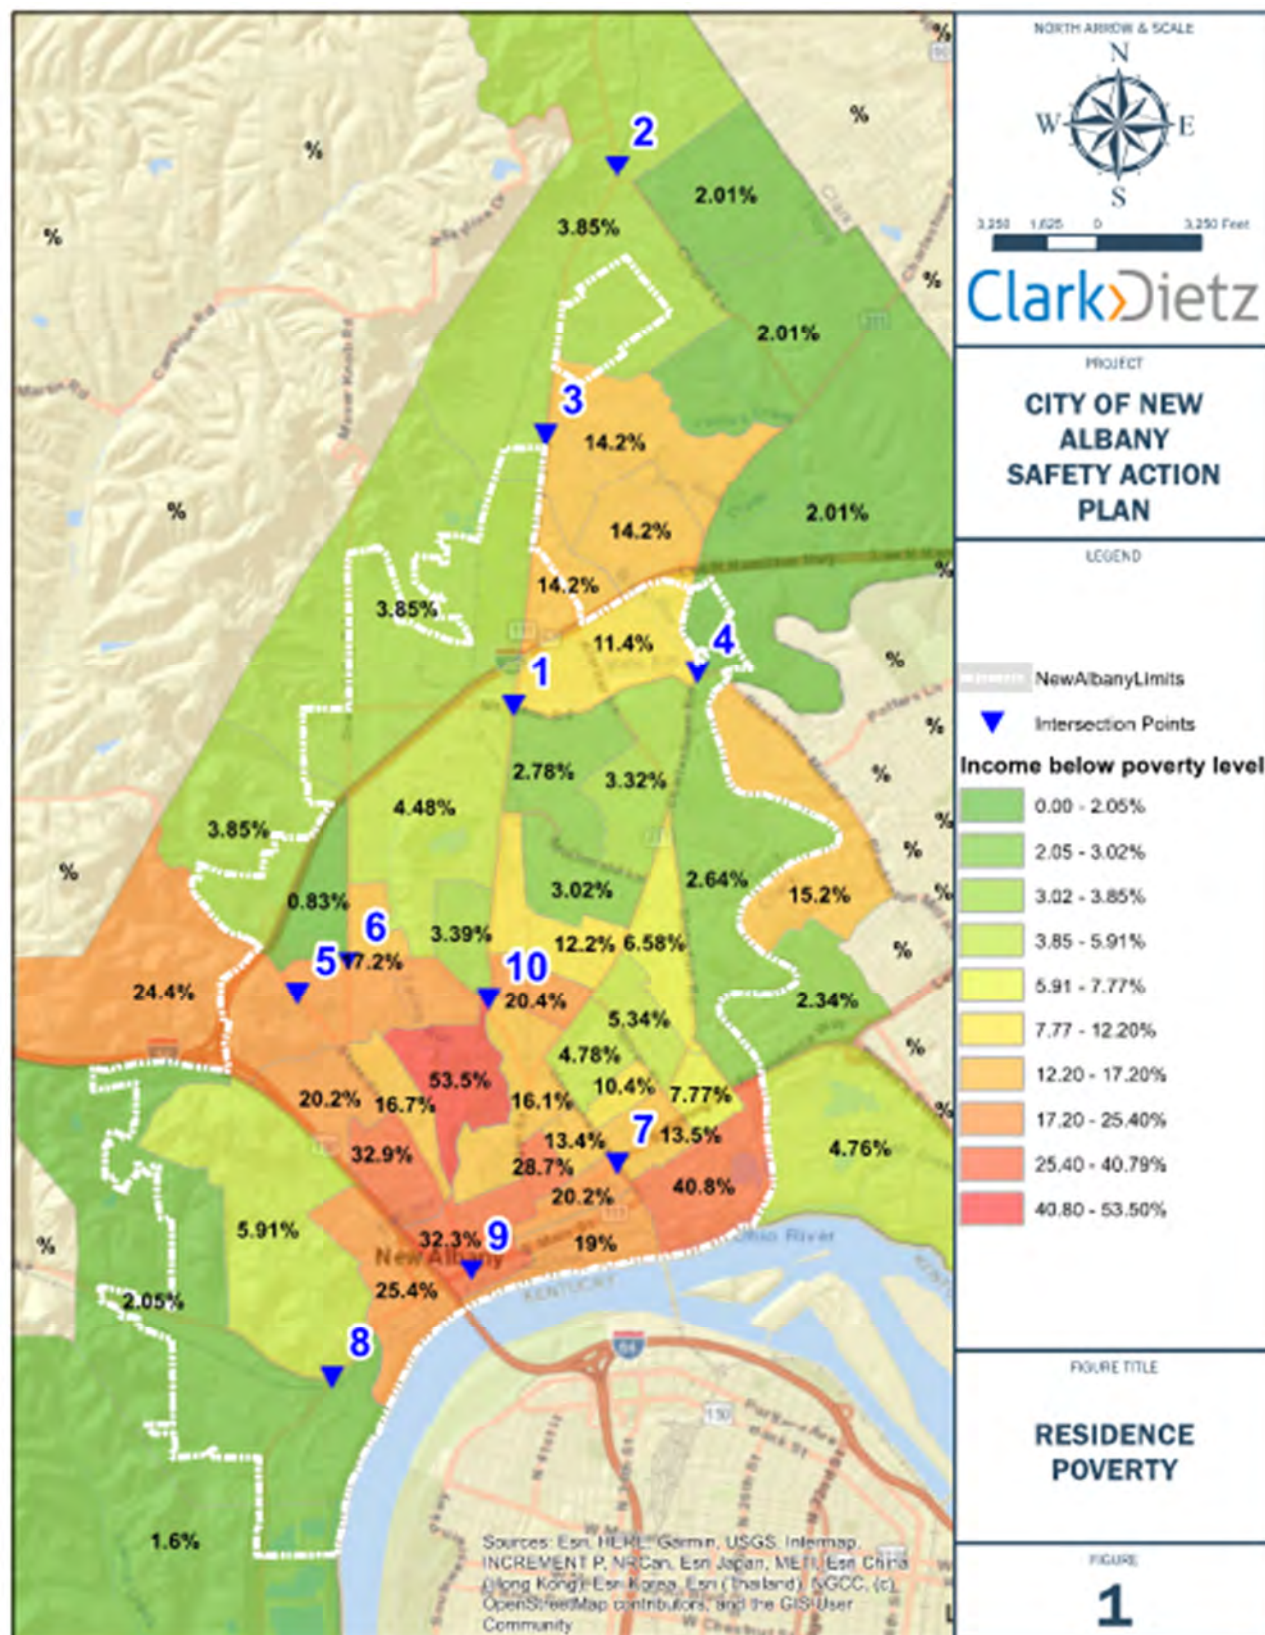 NORTH ARROW & SCALE
N
W
E
S
3,250 1,625 0 3,250 Feet
Clark Dietz
PROJECT
CITY OF NEW
ALBANY
SAFETY ACTION
PLAN
LEGEND
NewAlbanyLimits
Intersection Points
Income below poverty level
0.00 - 2.05%
2.05 - 3.02%
3.02 - 3.85%
3.85 - 5.91%
5.91 - 7.77%
7.77 - 12.20%
12.20 - 17.20%
17.20 - 25.40%
25.40 - 40.79%
40.80 - 53.50%
FIGURE TITLE
RESIDENCE
POVERTY
FIGURE
1
%
%
2
%
2.01%
3.85%
%
%
2.01%
3
14.2%
%
2.01%
14.2%
14.2%
%
3.85%
11.4%
4
%
1
%
2.78%
3.32%
%
4.48%
%
3.85%
%
%
0.83%
3.02%
2.64%
15.2%
%
6
3.39%
12.2%
6.58%
%
5
7.2%
10
24.4%
20.4%
2.34%
5.34%
%
4.78%
53.5%
10.4%
7.77%
20.2%
16.7%
16.1%
%
7
13.4%
13.5%
32.9%
28.7%
4.76%
40.8%
20.2%
5.91%
32.3%
9
19%
%
New Albany
Ohio River
25.4%
KENTUCKY
2.05%
8
64
150
1.6%
Sources: Esri, HERE, Garmin, USGS, Intermap,
INCREMENT P, NRCan, Esri Japan, METI, Esri China
(Hong Kong), Esri Korea, Esri (Thailand), NGCC, (c)
OpenStreetMap contributors, and the GIS User
Community